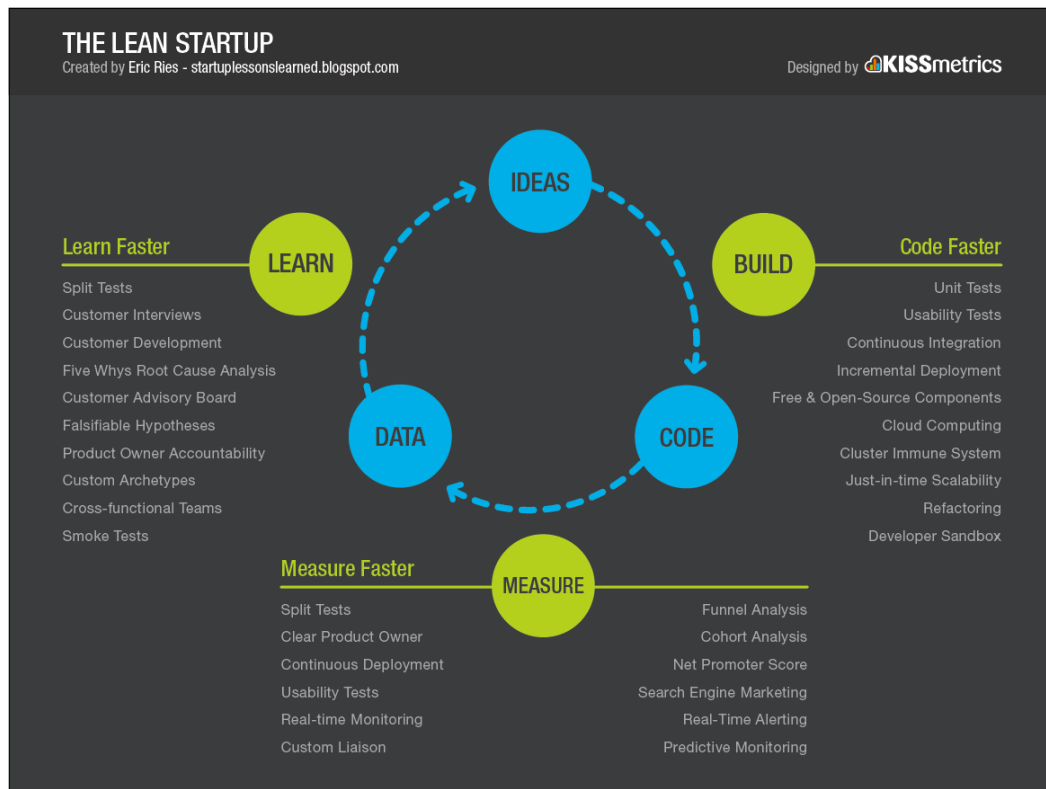 THE LEAN STARTUP
Created by Eric Ries - startuplessonslearned.blogspot.com
Designed by KISSmetrics
IDEAS
LEARN
BUILD
DATA
CODE
MEASURE
Learn Faster
Split Tests
Customer Interviews
Customer Development
Five Whys Root Cause Analysis
Customer Advisory Board
Falsifiable Hypotheses
Product Owner Accountability
Custom Archetypes
Cross-functional Teams
Smoke Tests
Code Faster
Unit Tests
Usability Tests
Continuous Integration
Incremental Deployment
Free & Open-Source Components
Cloud Computing
Cluster Immune System
Just-in-time Scalability
Refactoring
Developer Sandbox
Measure Faster
Split Tests
Clear Product Owner
Continuous Deployment
Usability Tests
Real-time Monitoring
Custom Liaison
Funnel Analysis
Cohort Analysis
Net Promoter Score
Search Engine Marketing
Real-Time Alerting
Predictive Monitoring